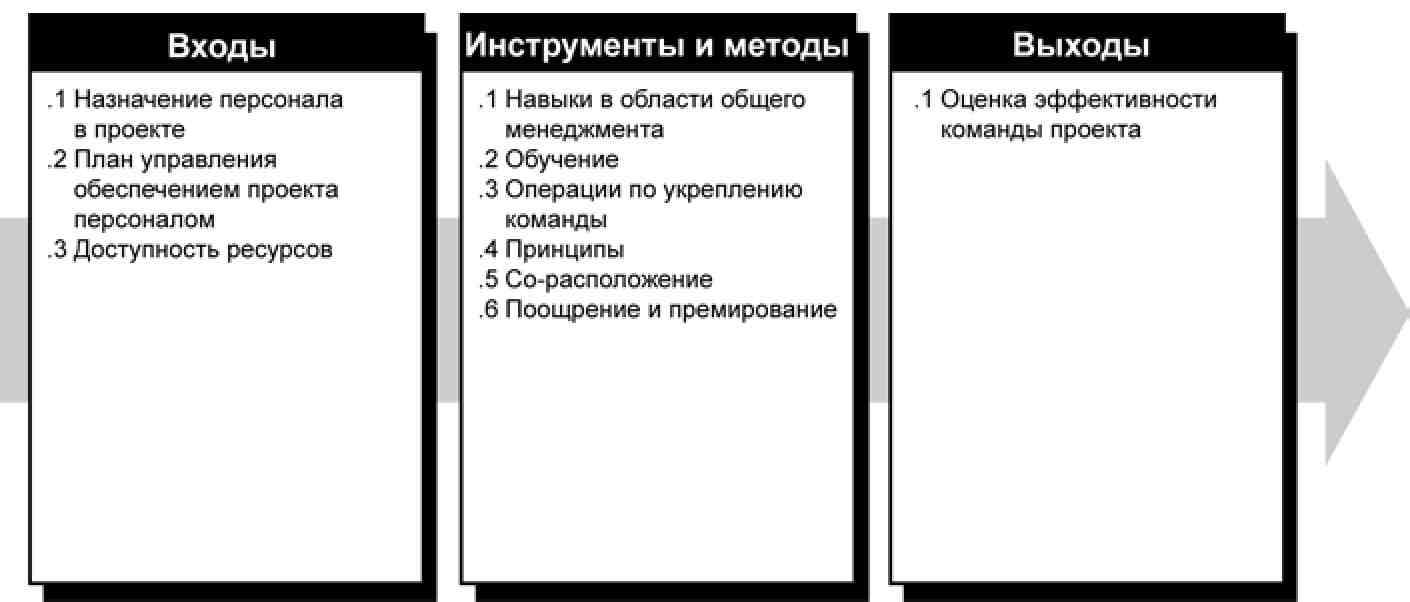 Входы
.1 Назначение персонала
в проекте
.2 План управления
обеспечением проекта
персоналом
.3 Доступность ресурсов
Инструменты и методы
.1 Навыки в области общего
менеджмента
.2 Обучение
.3 Операции по укреплению
команды
.4 Принципы
.5 Со-расположение
.6 Поощрение и премирование
Выходы
.1 Оценка эффективности
команды проекта